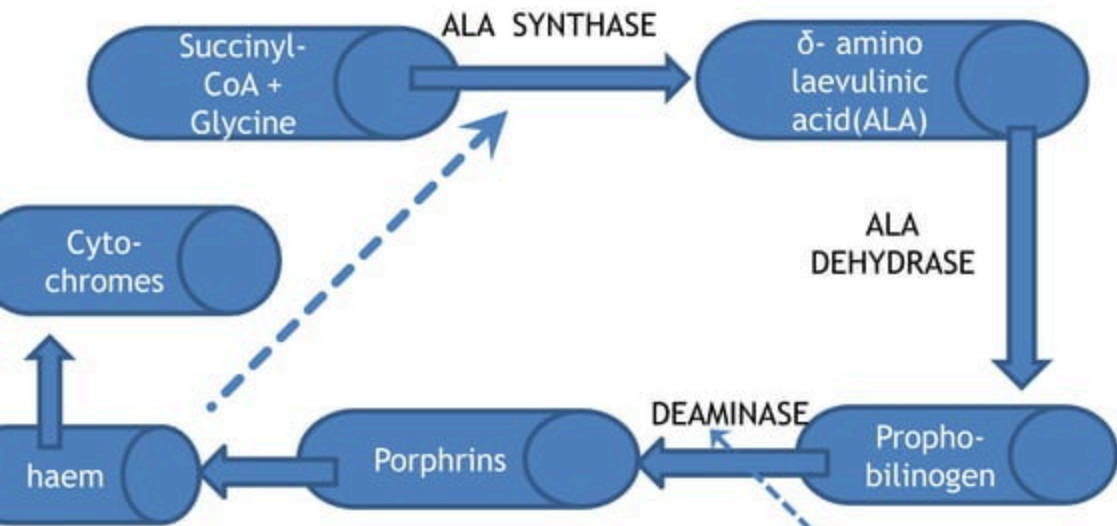 Succinyl-
CoA +
Glycine
ALA SYNTHASE
δ- amino
laevulinic
acid(ALA)
ALA
DEHYDRASE
Cyto-
chromes
haem
Porphrins
DEAMINASE
Propho-
bilinogen